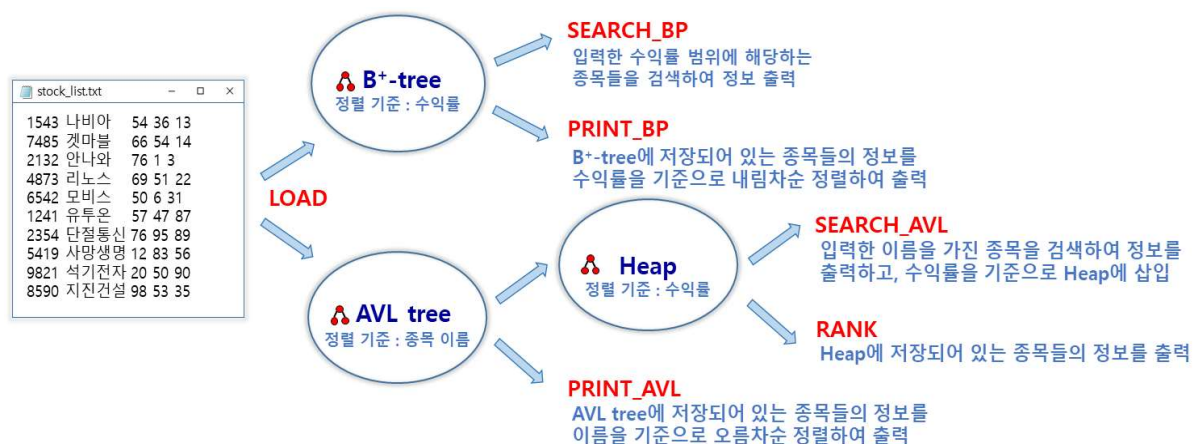 stock_list.txt
1543 나비아 54 36 13
7485 겟마블 66 54 14
2132 안나와 76 1 3
4873 리노스 69 51 22
6542 모비스 50 6 31
1241 유투온 57 47 87
2354 단절통신 76 95 89
5419 사망생명 12 83 56
9821 석기전자 20 50 90
8590 지진건설 98 53 35
LOAD
B⁺-tree
정렬 기준 : 수익률
SEARCH_BP
입력한 수익률 범위에 해당하는
종목들을 검색하여 정보 출력
PRINT_BP
B⁺-tree에 저장되어 있는 종목들의 정보를
수익률을 기준으로 내림차순 정렬하여 출력
AVL tree
정렬 기준 : 종목 이름
Heap
정렬 기준 : 수익률
SEARCH_AVL
입력한 이름을 가진 종목을 검색하여 정보를
출력하고, 수익률을 기준으로 Heap에 삽입
RANK
Heap에 저장되어 있는 종목들의 정보를 출력
PRINT_AVL
AVL tree에 저장되어 있는 종목들의 정보를
이름을 기준으로 오름차순 정렬하여 출력